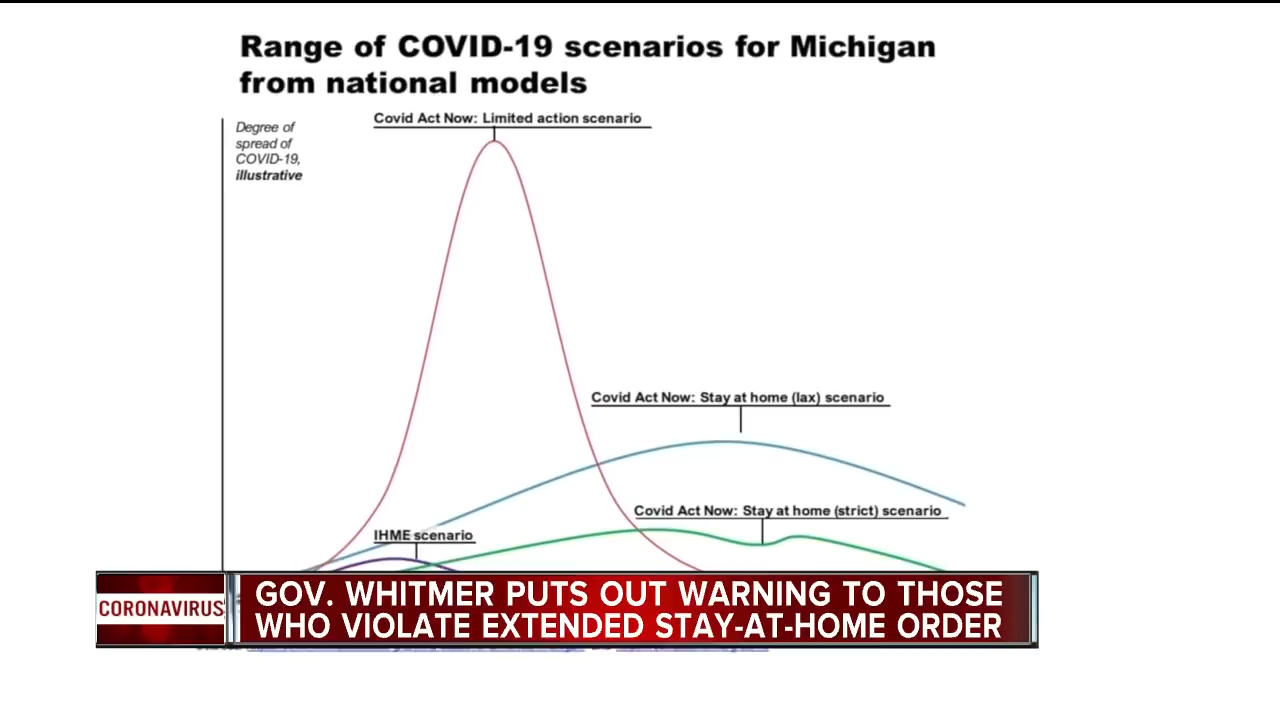 Range of COVID-19 scenarios for Michigan
from national models
Degree of
spread of
COVID-19,
illustrative
Covid Act Now: Limited action scenario
Covid Act Now: Stay at home (lax) scenario
Covid Act Now: Stay at home (strict) scenario
IHME scenario
CORONAVIRUS
GOV. WHITMER PUTS OUT WARNING TO THOSE
WHO VIOLATE EXTENDED STAY-AT-HOME ORDER